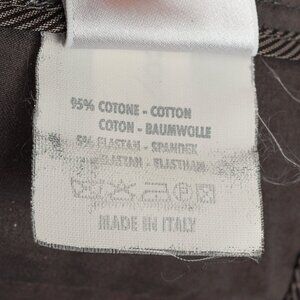 95% COTONE - COTTON
COTON - BAUMWOLLE
5% ELASTAN - SPANDEX
ELASTAN - ELASTHAN
MADE IN ITALY